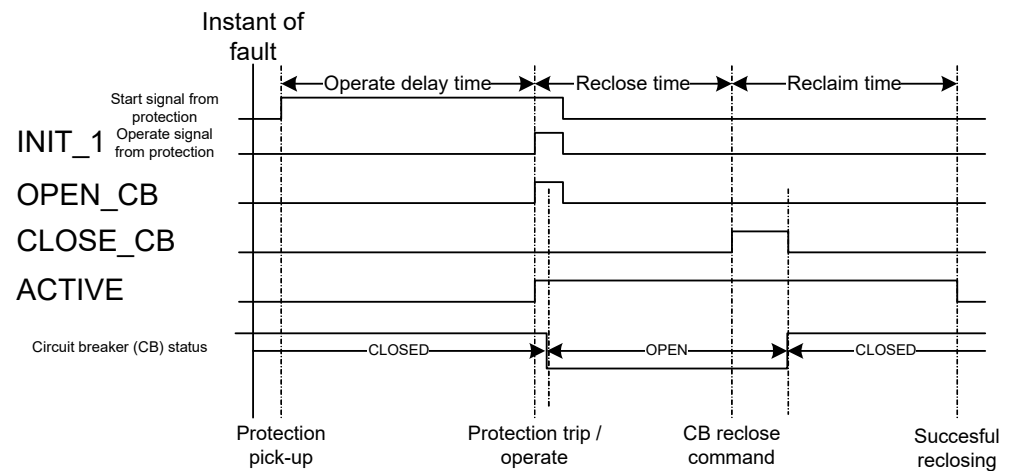 Instant of
fault
Operate delay time
Reclose time
Reclaim time
Start signal from
protection
INIT_1
Operate signal
from protection
OPEN_CB
CLOSE_CB
ACTIVE
Circuit breaker (CB) status
CLOSED
OPEN
CLOSED
Protection
pick-up
Protection trip /
operate
CB reclose
command
Succesful
reclosing